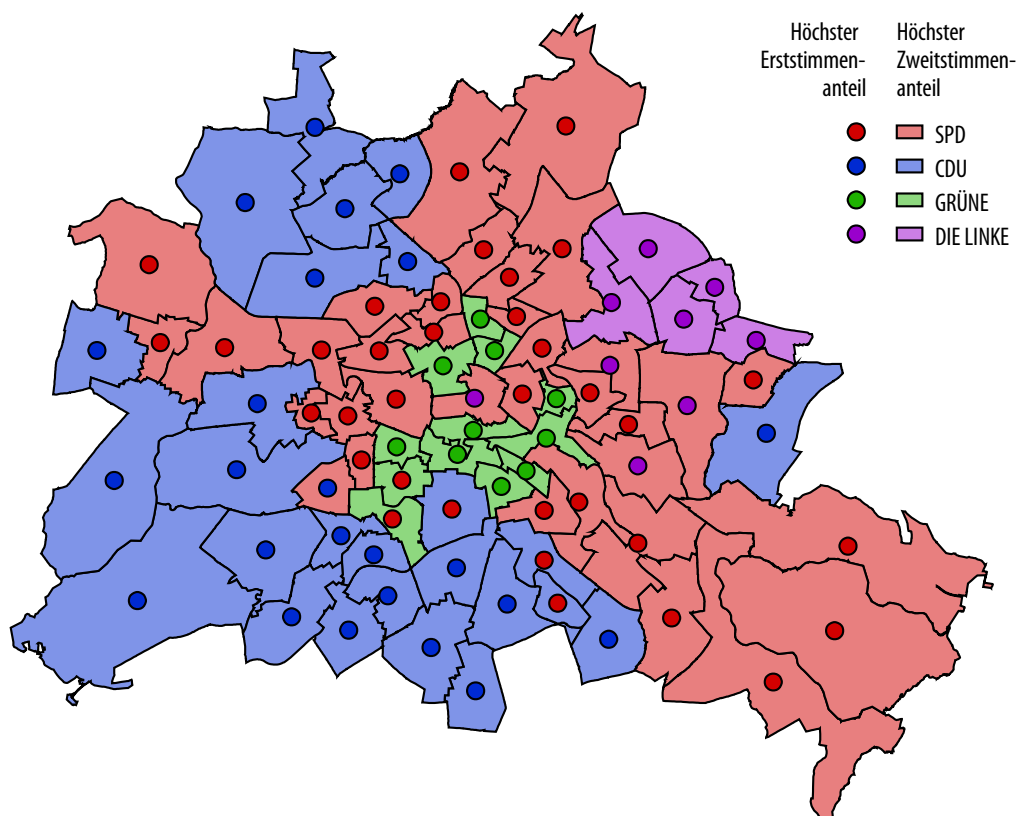 Höchster
Erststimmen-
anteil
Höchster
Zweitstimmen-
anteil
SPD
CDU
GRÜNE
DIE LINKE